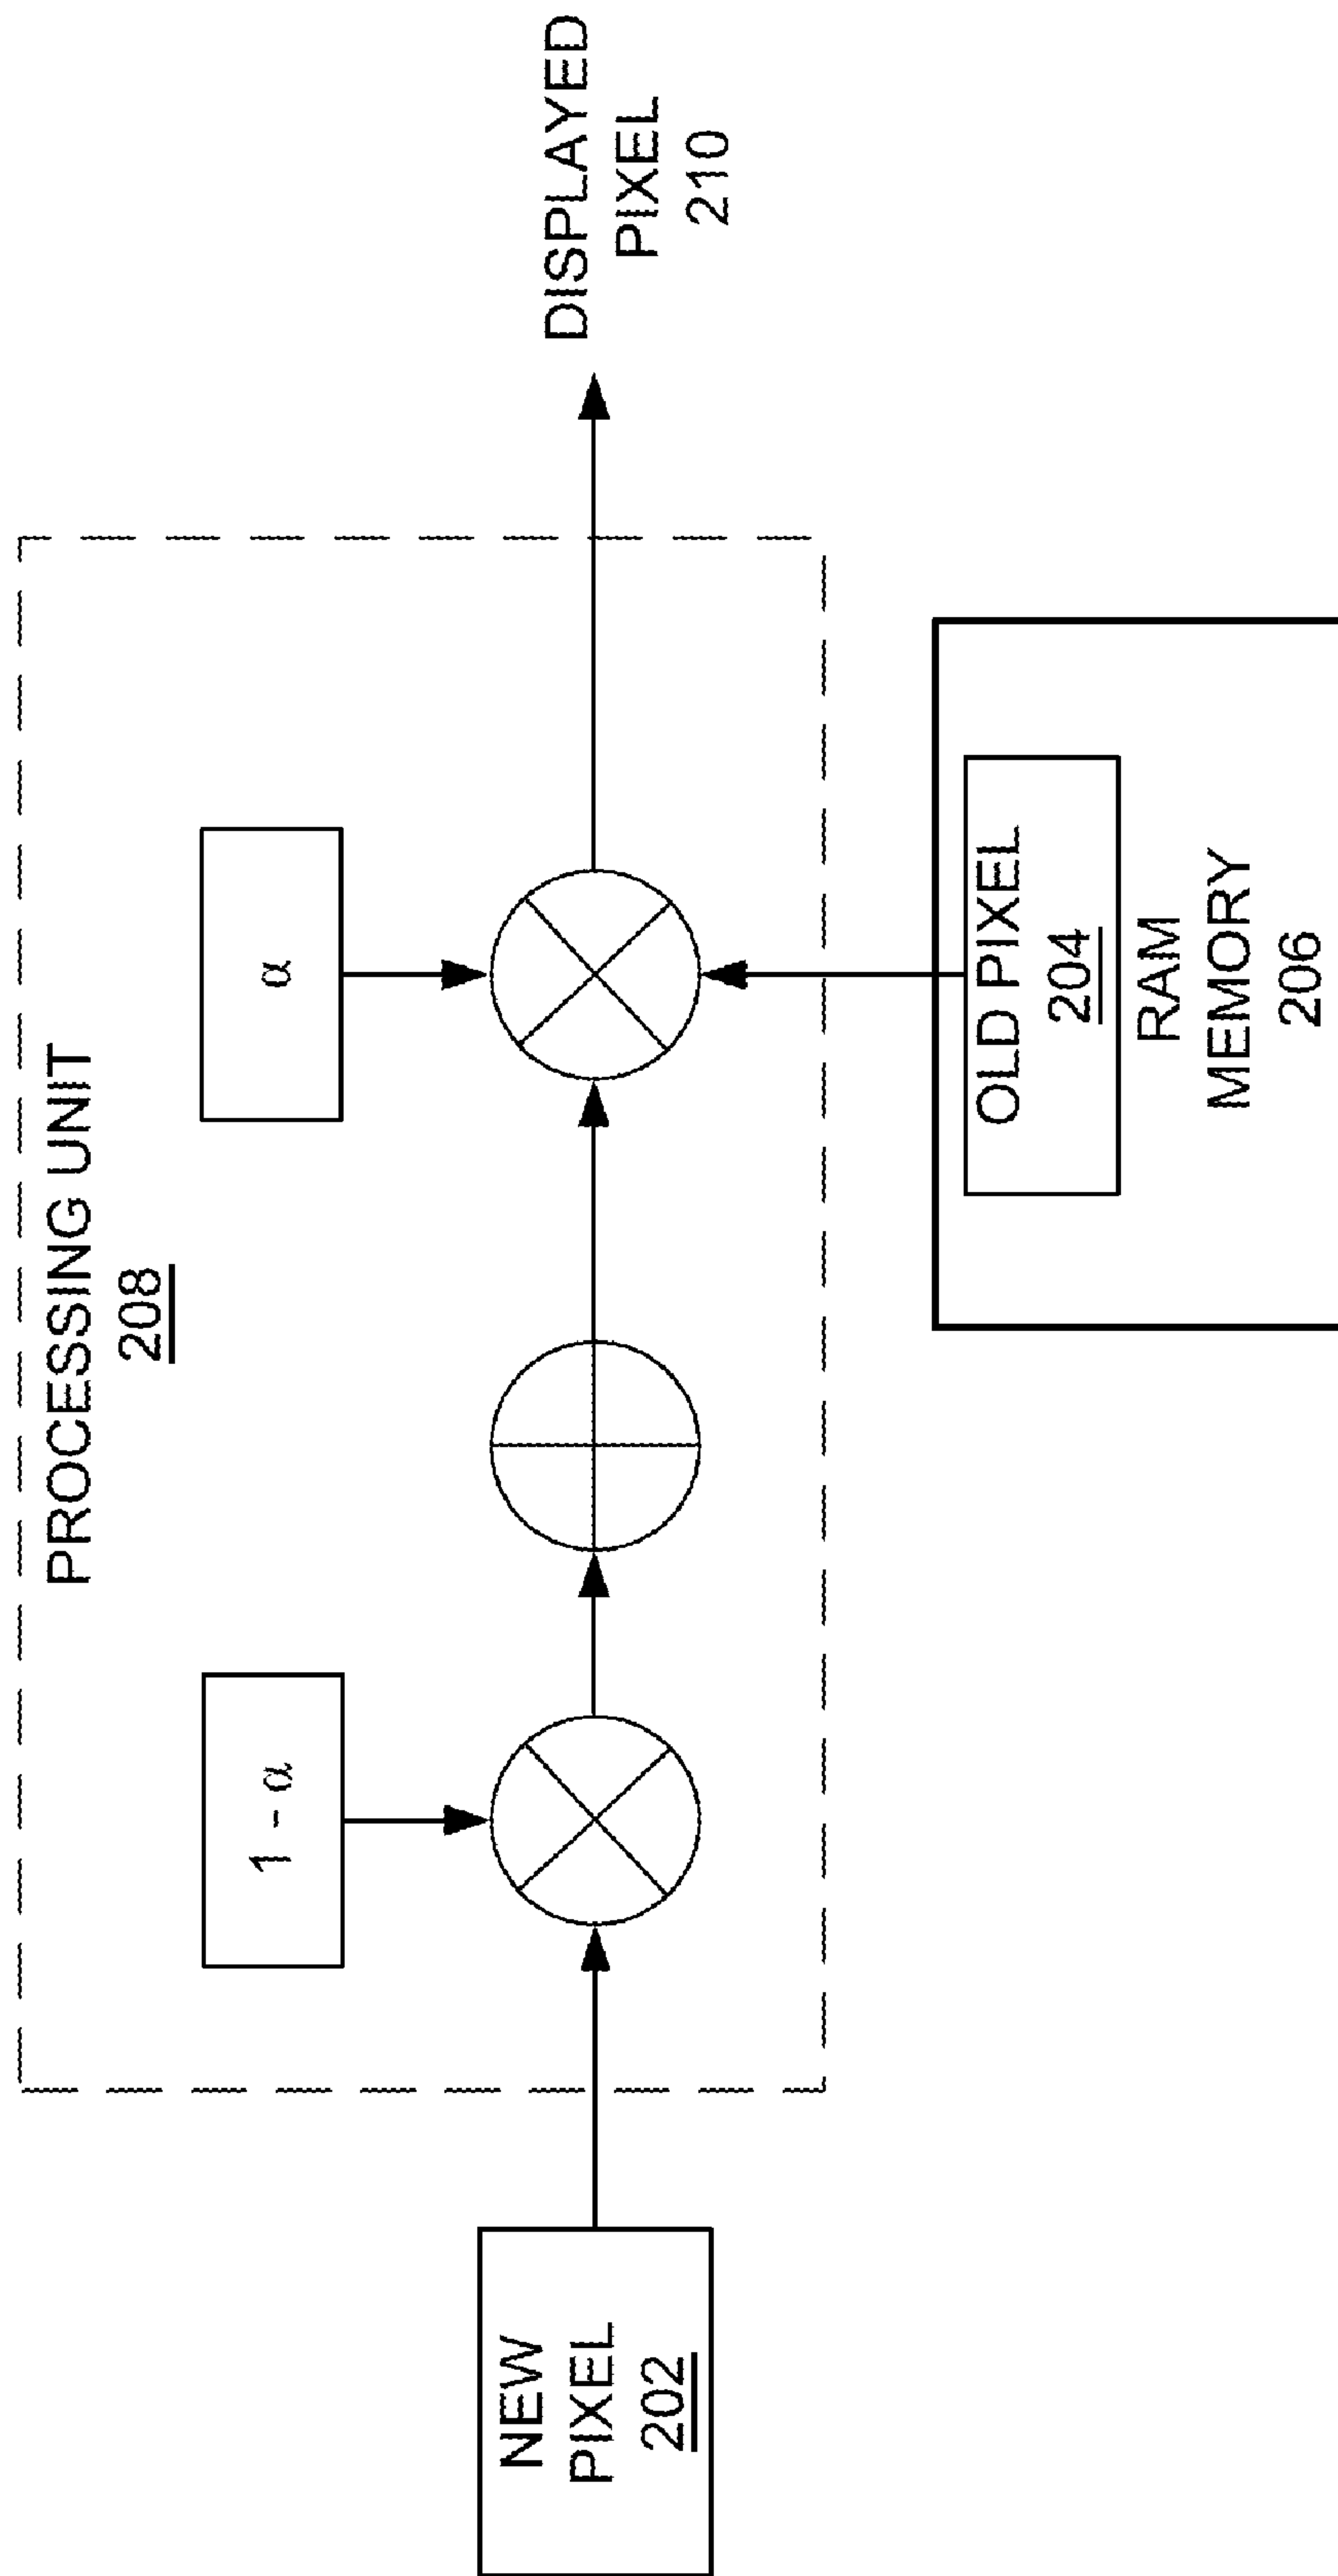 PROCESSING UNIT
208
1 - α
α
NEW
PIXEL
202
DISPLAYED
PIXEL
210
OLD PIXEL
204
RAM
MEMORY
206